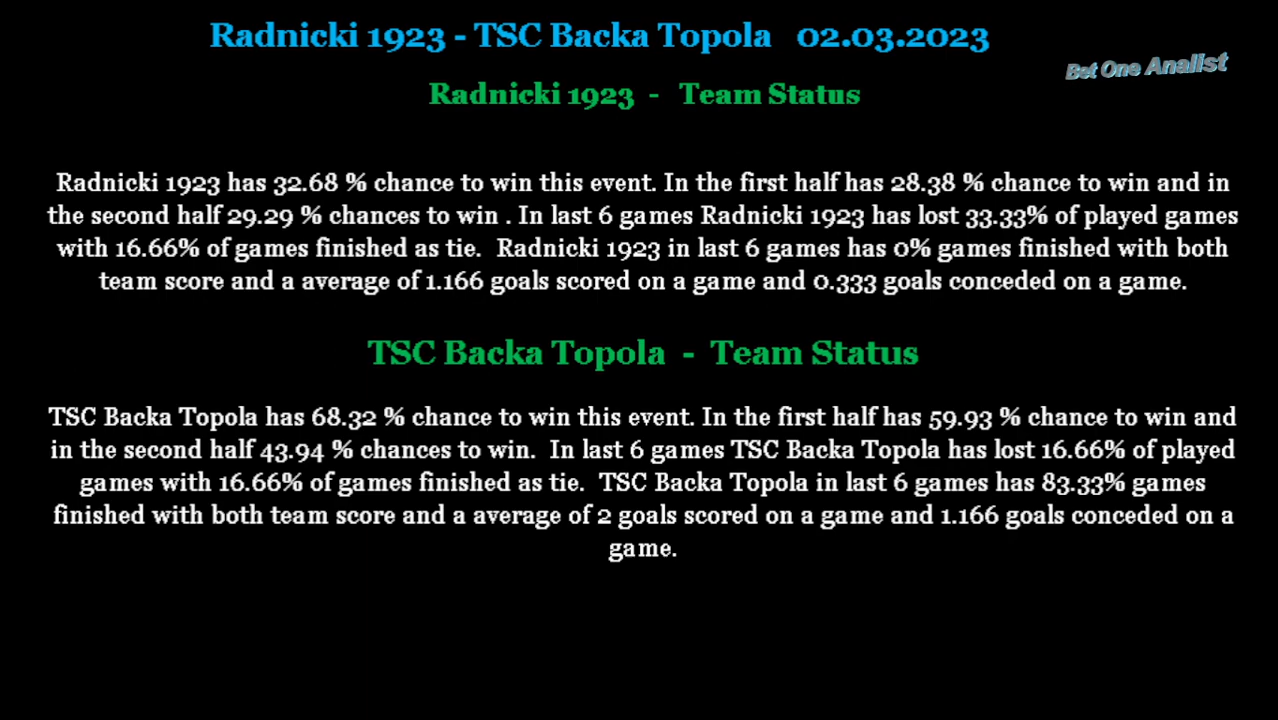 Radnicki 1923 - TSC Backa Topola 02.03.2023
Bet One Analist
Radnicki 1923 - Team Status
Radnicki 1923 has 32.68 % chance to win this event. In the first half has 28.38 % chance to win and in
the second half 29.29 % chances to win . In last 6 games Radnicki 1923 has lost 33.33% of played games
with 16.66% of games finished as tie. Radnicki 1923 in last 6 games has 0% games finished with both
team score and a average of 1.166 goals scored on a game and 0.333 goals conceded on a game.
TSC Backa Topola - Team Status
TSC Backa Topola has 68.32 % chance to win this event. In the first half has 59.93 % chance to win and
in the second half 43.94 % chances to win. In last 6 games TSC Backa Topola has lost 16.66% of played
games with 16.66% of games finished as tie. TSC Backa Topola in last 6 games has 83.33% games
finished with both team score and a average of 2 goals scored on a game and 1.166 goals conceded on a
game.